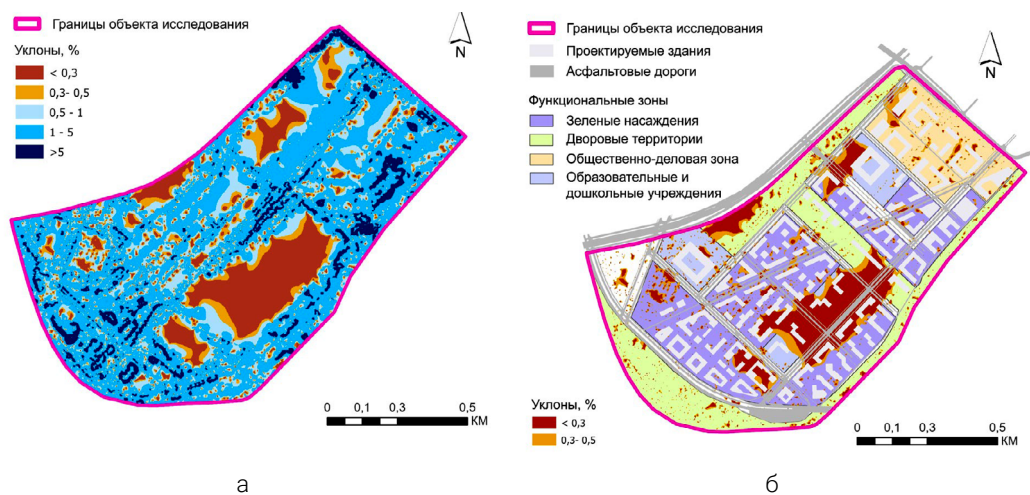 Границы объекта исследования
Уклоны, %
< 0,3
0,3- 0,5
0,5 - 1
1 - 5
>5
N
0 0,1 0,3 0,5
КМ
а
Границы объекта исследования
Проектируемые здания
Асфальтовые дороги
Функциональные зоны
Зеленые насаждения
Дворовые территории
Общественно-деловая зона
Образовательные и
дошкольные учреждения
N
Уклоны, %
< 0,3
0,3- 0,5
0 0,1 0,3 0,5
КМ
б